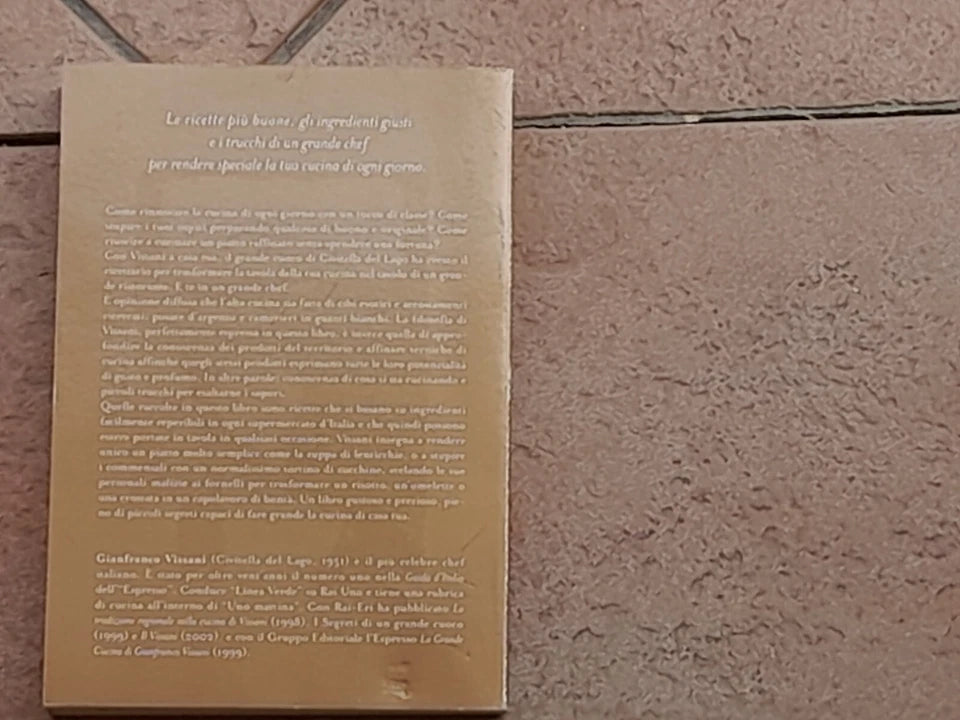 Le ricette più buone, gli ingredienti giusti
e i trucchi di un grande chef
per rendere speciale la tua cucina di ogni giorno.
Come rinnovare la cucina di ogni giorno con un tocco di classe? Come
stupire i tuoi ospiti preparando qualcosa di buono e originale? Come
riuscire a cucinare un piatto raffinato senza spendere una fortuna?
Con Vissani a casa tua, il grande cuoco di Civitella del Lago ha creato il
ricettario per trasformare la tavola della tua cucina nel tavolo di un gran-
de ristorante. E te in un grande chef.
È opinione diffusa che l'alta cucina sia fatta di cibi esotici e accostamenti
posate d'argento e camerieri in guanti bianchi. La filosofia di
Vissani, perfettamente espressa in questo libro, è invece quella di appro-
fondire la conoscenza dei prodotti del territorio e affinare tecniche di
cucina affinché quegli stessi prodotti esprimano tutte le loro potenzialità
di gusto e profumo. In altre parole: conoscenza di cosa si sta cucinando e
piccoli trucchi per esaltarne i sapori.
Quelle raccolte in questo libro sono ricette che si basano su ingredienti
facilmente reperibili in ogni supermercato d'Italia e che quindi possono
essere portate in tavola in qualsiasi occasione. Vissani insegna a rendere
unico un piatto molto semplice come la zuppa di lenticchie, o a stupire
i commensali con un normalissimo tortino di zucchine, svelando le sue
personali malizie ai fornelli per trasformare un risotto, un'omelette o
una crostata in un capolavoro di bontà. Un libro gustoso e prezioso, pie-
no di piccoli segreti capaci di fare grande la cucina di casa tua.
Gianfranco Vissani (Civitella del Lago, 1951) è il più celebre chef
italiano. È stato per oltre vent'anni il numero uno nella Guida d'Italia
dell'"Espresso". Conduce "Linea Verde" su Rai Uno e tiene una rubrica
di cucina all'interno di "Uno mattina". Con Rai-Eri ha pubblicato La
tradizione regionale nella cucina di Vissani (1998), I Segreti di un grande cuoco
(1999) e Il Vissani (2002) e con il Gruppo Editoriale l'Espresso La Grande
Cucina di Gianfranco Vissani (1999).